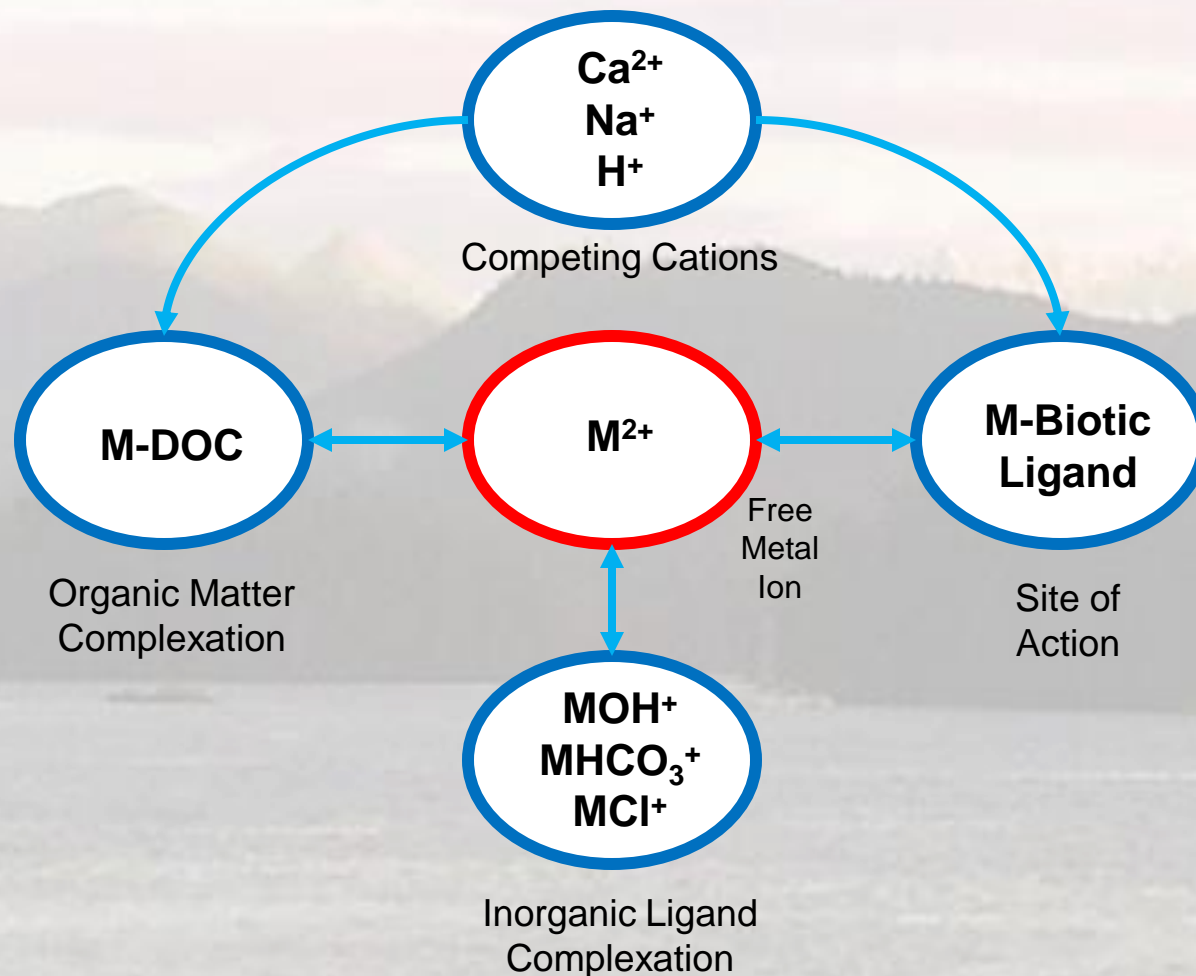 Ca²⁺
Na⁺
H⁺
Competing Cations
M-DOC
Organic Matter
Complexation
M²⁺
Free
Metal
Ion
M-Biotic
Ligand
Site of
Action
MOH⁺
MHCO₃⁺
MCl⁺
Inorganic Ligand
Complexation